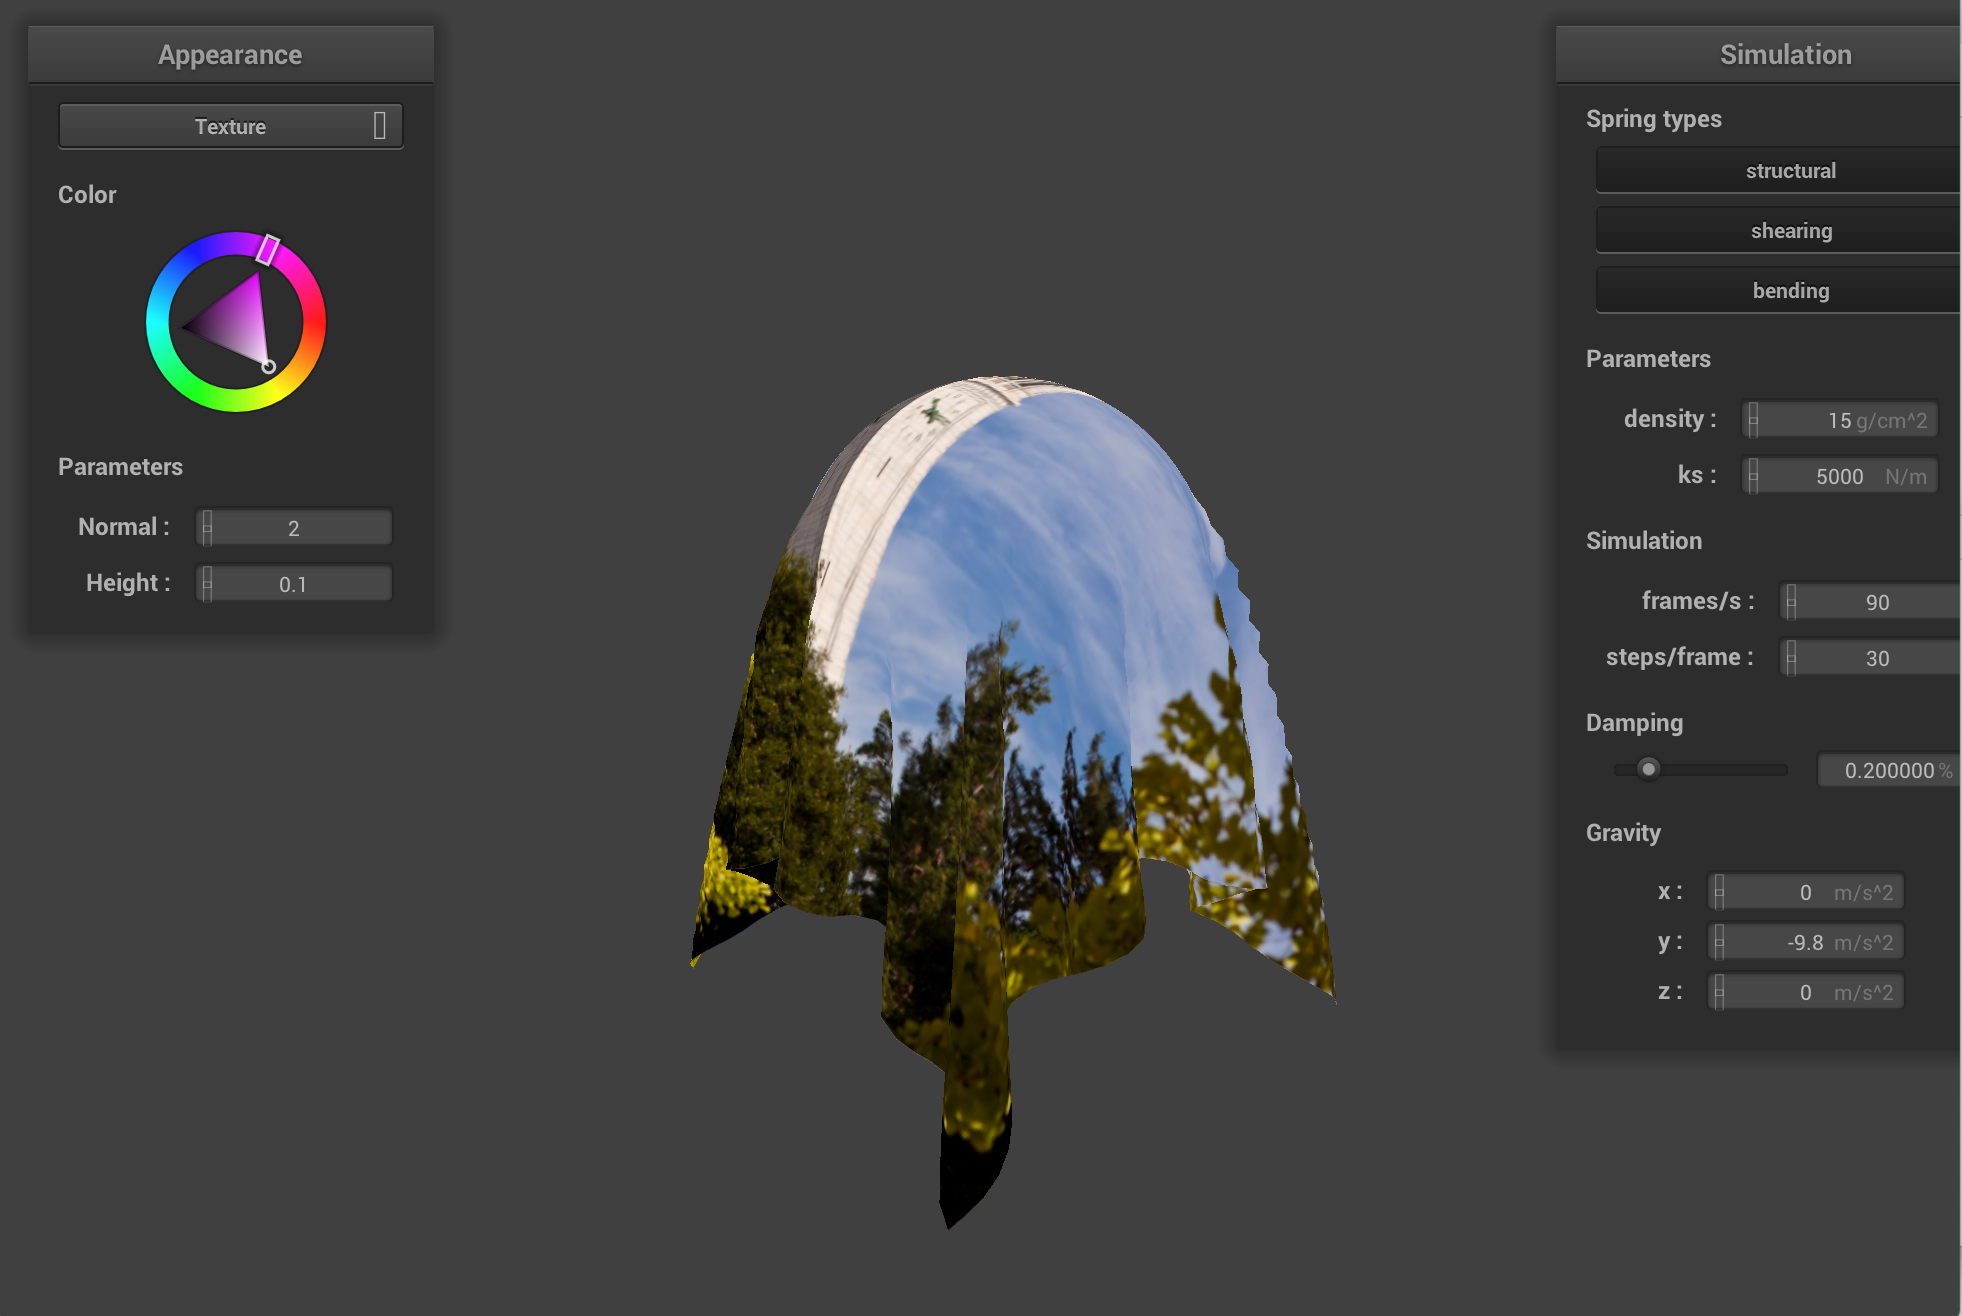 Appearance
Texture
Color
Parameters
Normal : 2
Height : 0.1
Simulation
Spring types
structural
shearing
bending
Parameters
density : 15 g/cm^2
ks : 5000 N/m
Simulation
frames/s : 90
steps/frame : 30
Damping
0.200000 %
Gravity
x : 0 m/s^2
y : -9.8 m/s^2
z : 0 m/s^2